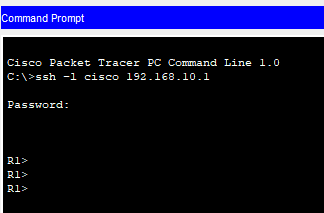 Command Prompt
Cisco Packet Tracer PC Command Line 1.0
C:\>ssh -l cisco 192.168.10.1
Password:
R1>
R1>
R1>